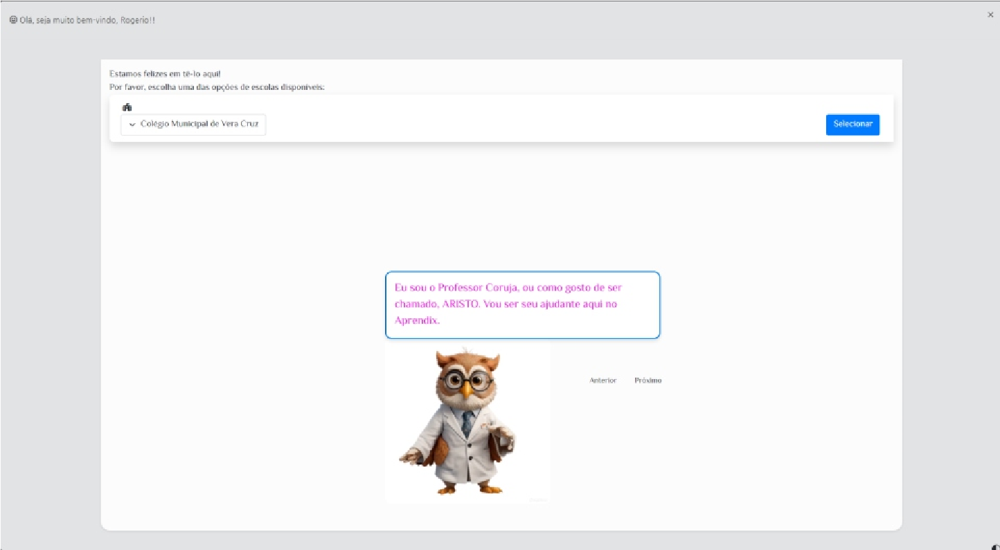 Olá, seja muito bem-vindo, Rogerio!!
Estamos felizes em tê-lo aqui!
Por favor, escolha uma das opções de escolas disponíveis:
Colégio Municipal de Vera Cruz
Selecionar
Eu sou o Professor Coruja, ou como gosto de ser
chamado, ARISTO. Vou ser seu ajudante aqui no
Aprendix.
Anterior
Próximo